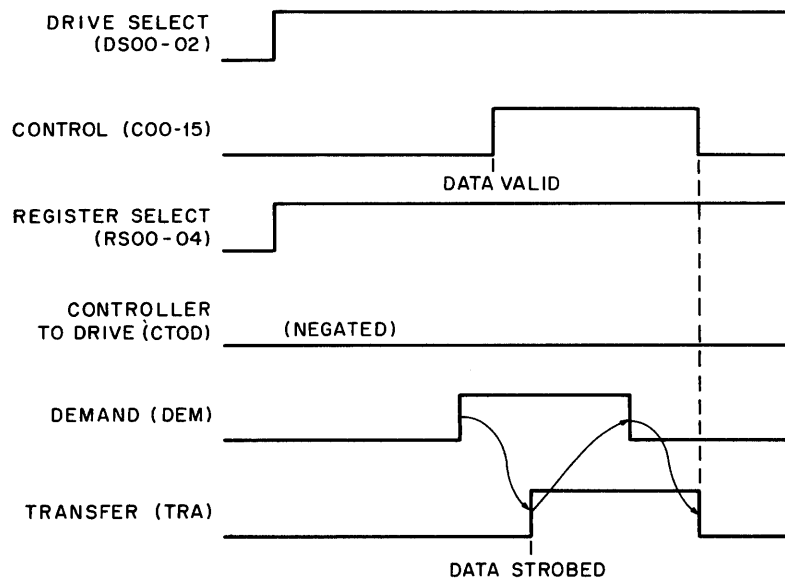 DRIVE SELECT
(DS00-02)
CONTROL (C00-15)
DATA VALID
REGISTER SELECT
(RS00-04)
CONTROLLER
TO DRIVE (CTOD)
(NEGATED)
DEMAND (DEM)
TRANSFER (TRA)
DATA STROBED